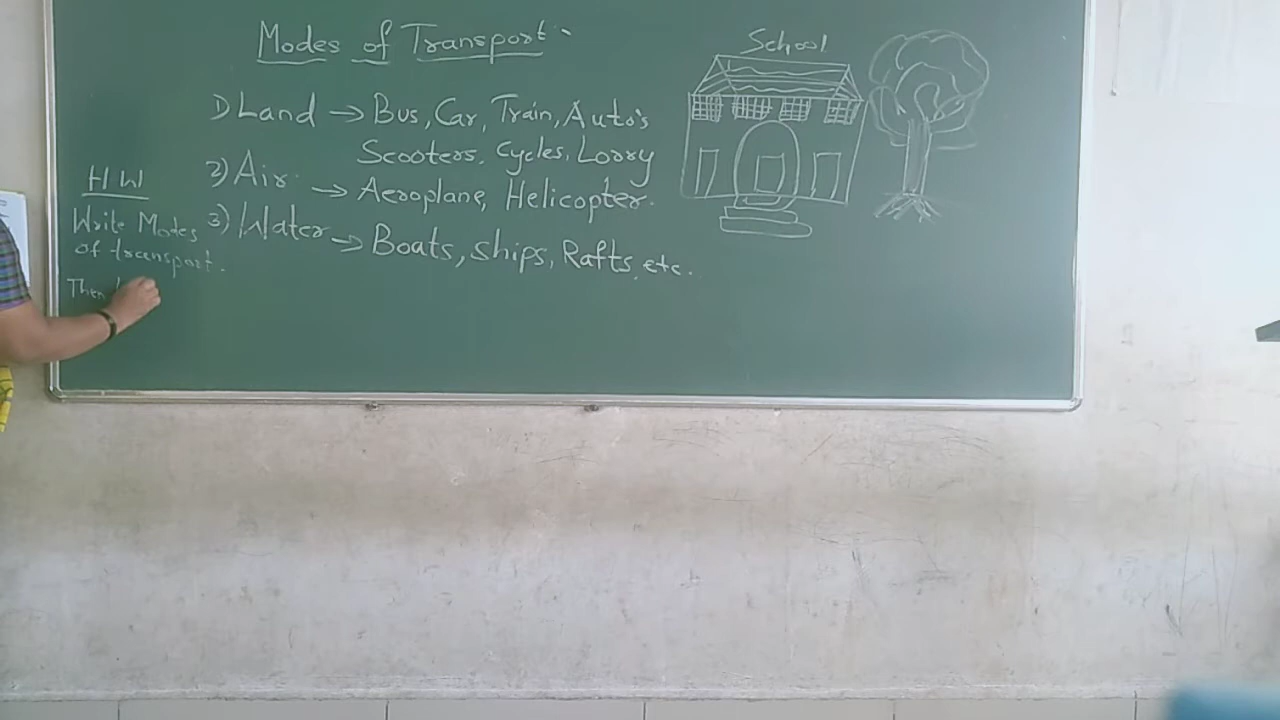 Modes of Transport
School
1) Land → Bus, Car, Train, Auto's
Scooters, Cycles, Lorry
2) Air → Aeroplane, Helicopter.
3) Water → Boats, Ships, Rafts, etc.
HW
Write Modes
of transport.
Then